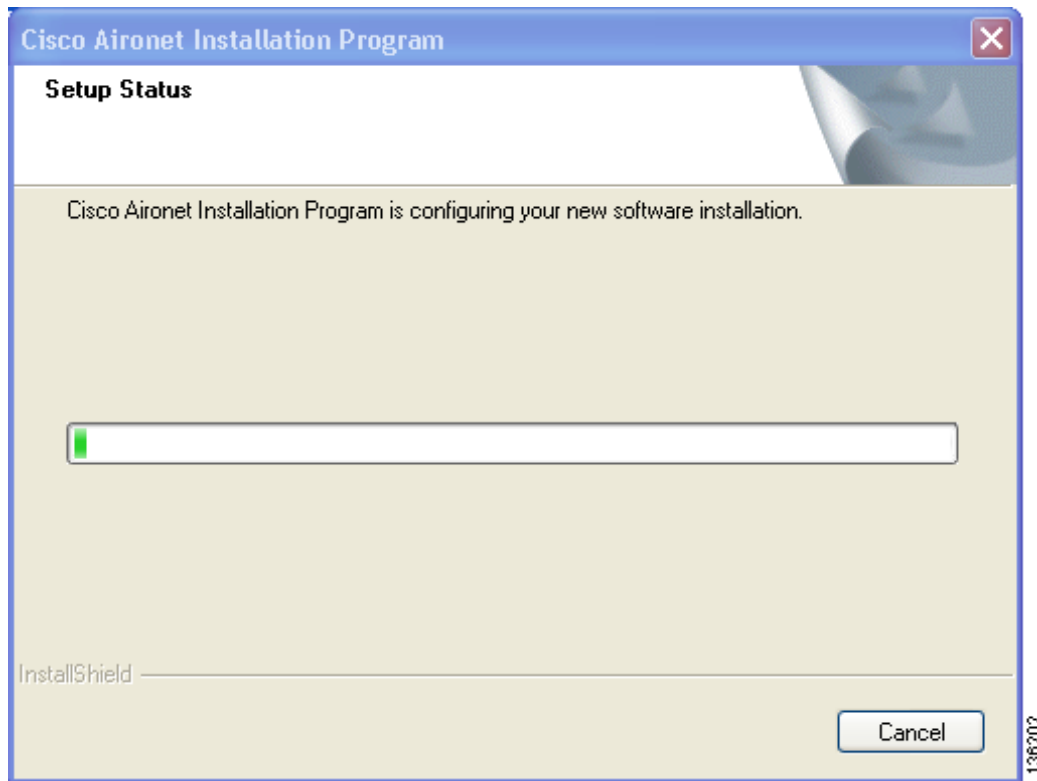 Cisco Aironet Installation Program
Setup Status
Cisco Aironet Installation Program is configuring your new software installation.
InstallShield
Cancel
136202